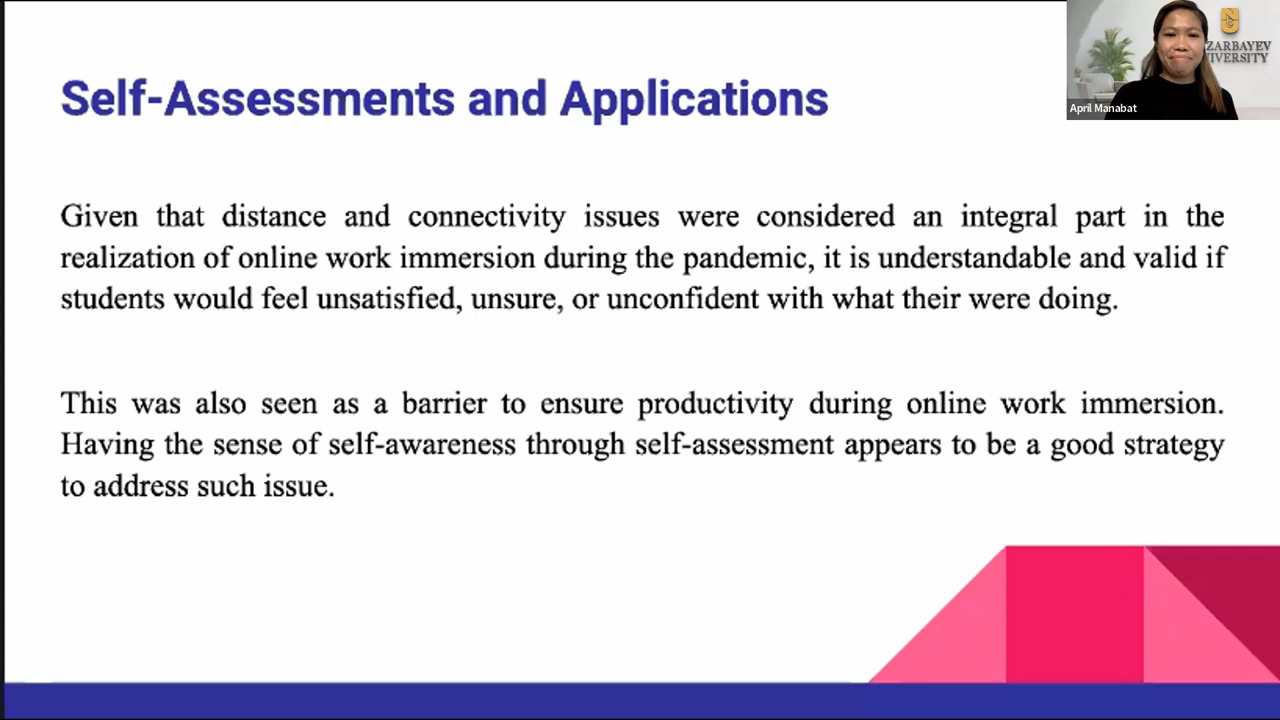 Self-Assessments and Applications
Given that distance and connectivity issues were considered an integral part in the
realization of online work immersion during the pandemic, it is understandable and valid if
students would feel unsatisfied, unsure, or unconfident with what their were doing.
This was also seen as a barrier to ensure productivity during online work immersion.
Having the sense of self-awareness through self-assessment appears to be a good strategy
to address such issue.
ZARBAYEV
IVERSITY
April Manabat